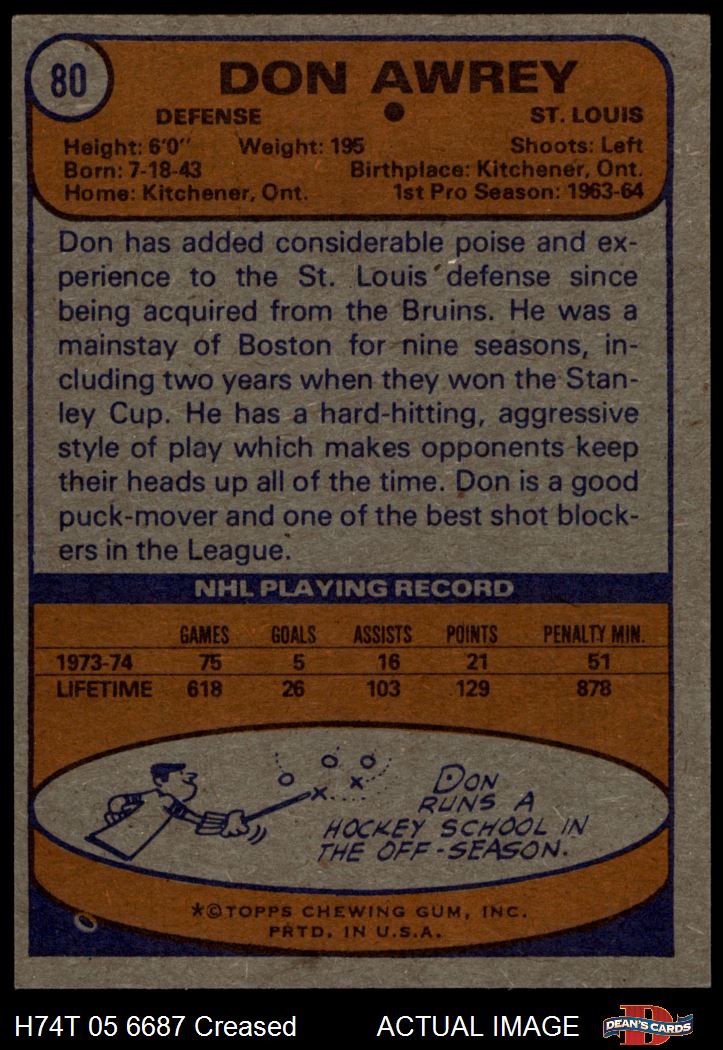 80
DON AWREY
DEFENSE ST. LOUIS
Height: 6'0" Weight: 195 Shoots: Left
Born: 7-18-43 Birthplace: Kitchener, Ont.
Home: Kitchener, Ont. 1st Pro Season: 1963-64
Don has added considerable poise and ex-
perience to the St. Louis defense since
being acquired from the Bruins. He was a
mainstay of Boston for nine seasons, in-
cluding two years when they won the Stan-
ley Cup. He has a hard-hitting, aggressive
style of play which makes opponents keep
their heads up all of the time. Don is a good
puck-mover and one of the best shot block-
ers in the League.
NHL PLAYING RECORD
GAMES GOALS ASSISTS POINTS PENALTY MIN.
1973-74 75 5 16 21 51
LIFETIME 618 26 103 129 878
DON
RUNS A
HOCKEY SCHOOL IN
THE OFF-SEASON.
*©TOPPS CHEWING GUM, INC.
PRTD. IN U.S.A.
H74T 05 6687 Creased ACTUAL IMAGE D DEAN'S CARDS